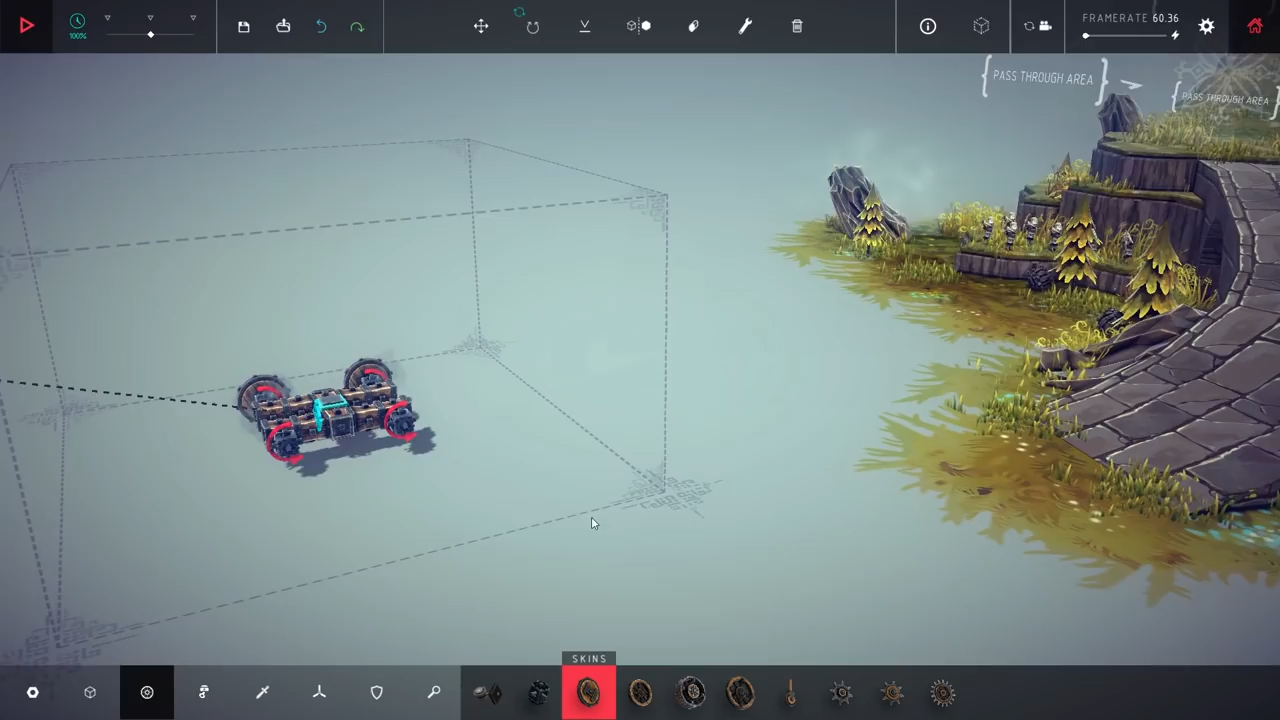 100%
FRAMERATE 60.36
PASS THROUGH AREA
PASS THROUGH AREA
SKINS